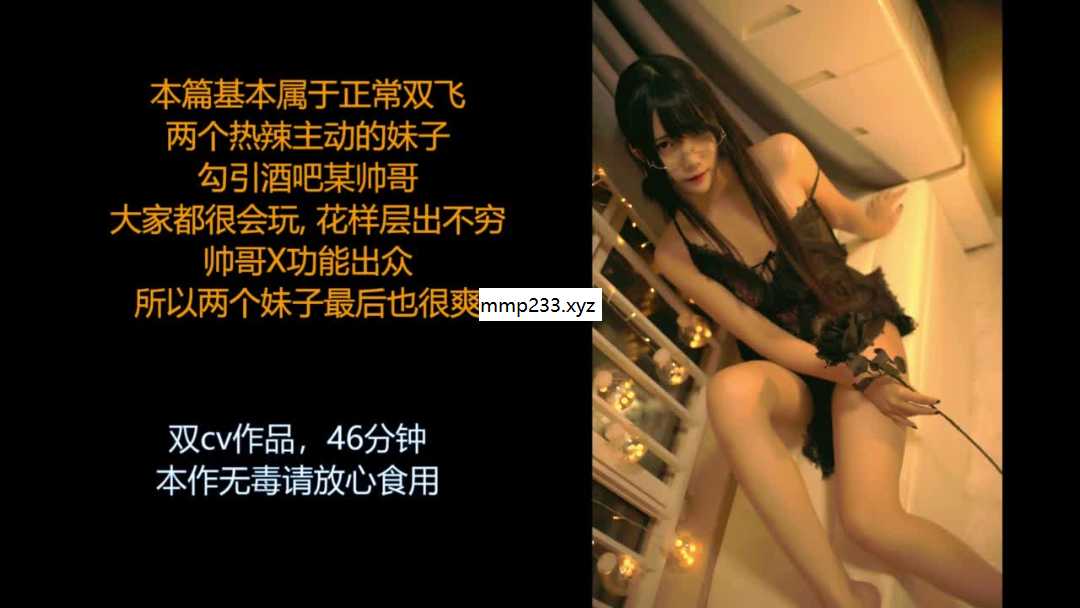 本篇基本属于正常双飞
两个热辣主动的妹子
勾引酒吧某帅哥
大家都很会玩, 花样层出不穷
帅哥X功能出众
所以两个妹子最后也很爽
mmp233.xyz
双cv作品，46分钟
本作无毒请放心食用